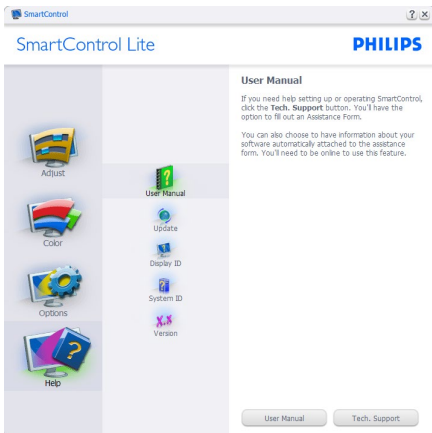 SmartControl
SmartControl Lite
PHILIPS
Adjust
Color
Options
Help
User Manual
Update
Display ID
System ID
X.X
Version
User Manual
If you need help setting up or operating SmartControl,
click the Tech. Support button. You'll have the
option to fill out an Assistance Form.
You can also choose to have information about your
software automatically attached to the assistance
form. You'll need to be online to use this feature.
User Manual
Tech. Support